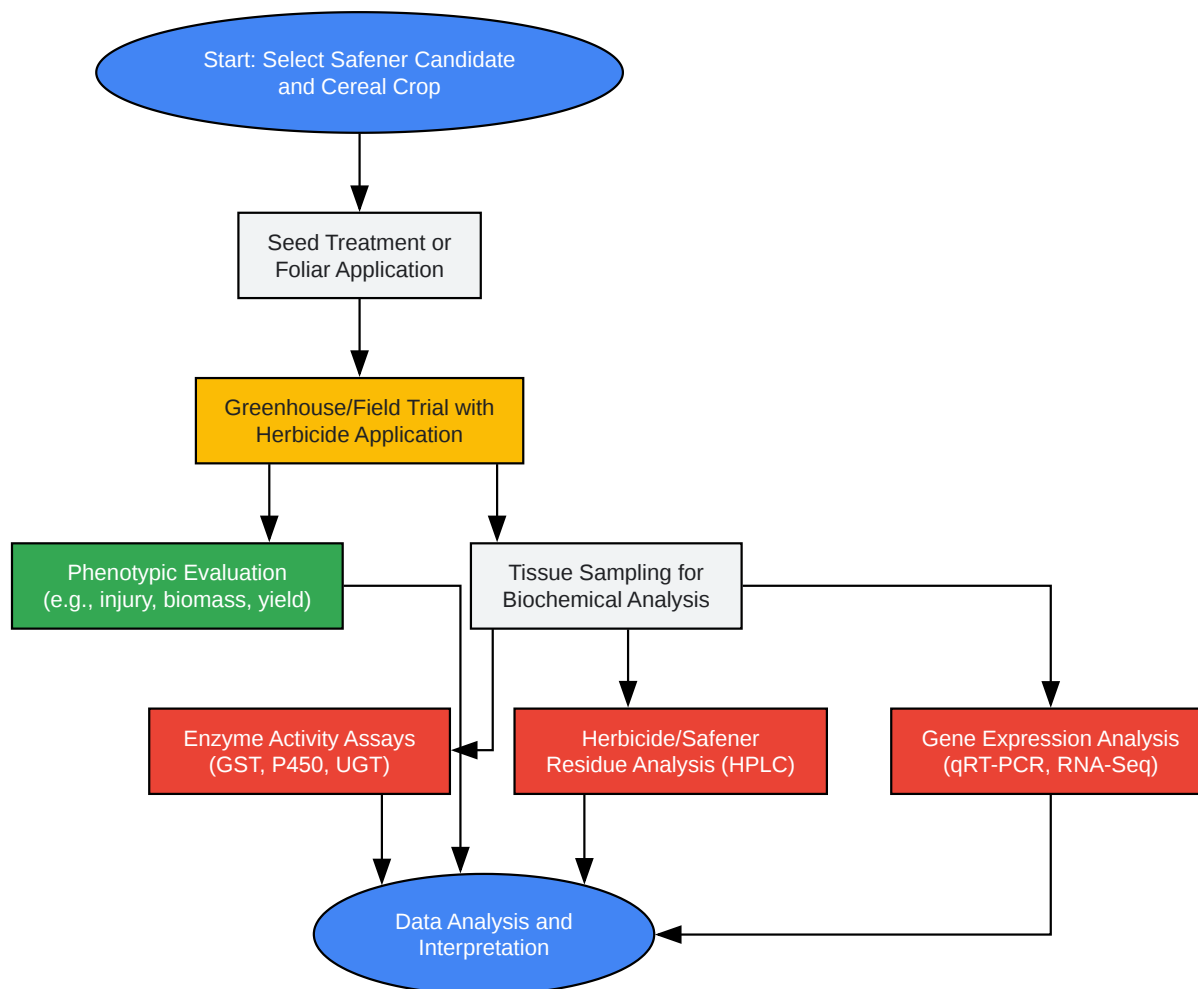 Start: Select Safener Candidate
and Cereal Crop
Seed Treatment or
Foliar Application
Greenhouse/Field Trial with
Herbicide Application
Phenotypic Evaluation
(e.g., injury, biomass, yield)
Tissue Sampling for
Biochemical Analysis
Enzyme Activity Assays
(GST, P450, UGT)
Herbicide/Safener
Residue Analysis (HPLC)
Gene Expression Analysis
(qRT-PCR, RNA-Seq)
Data Analysis and
Interpretation